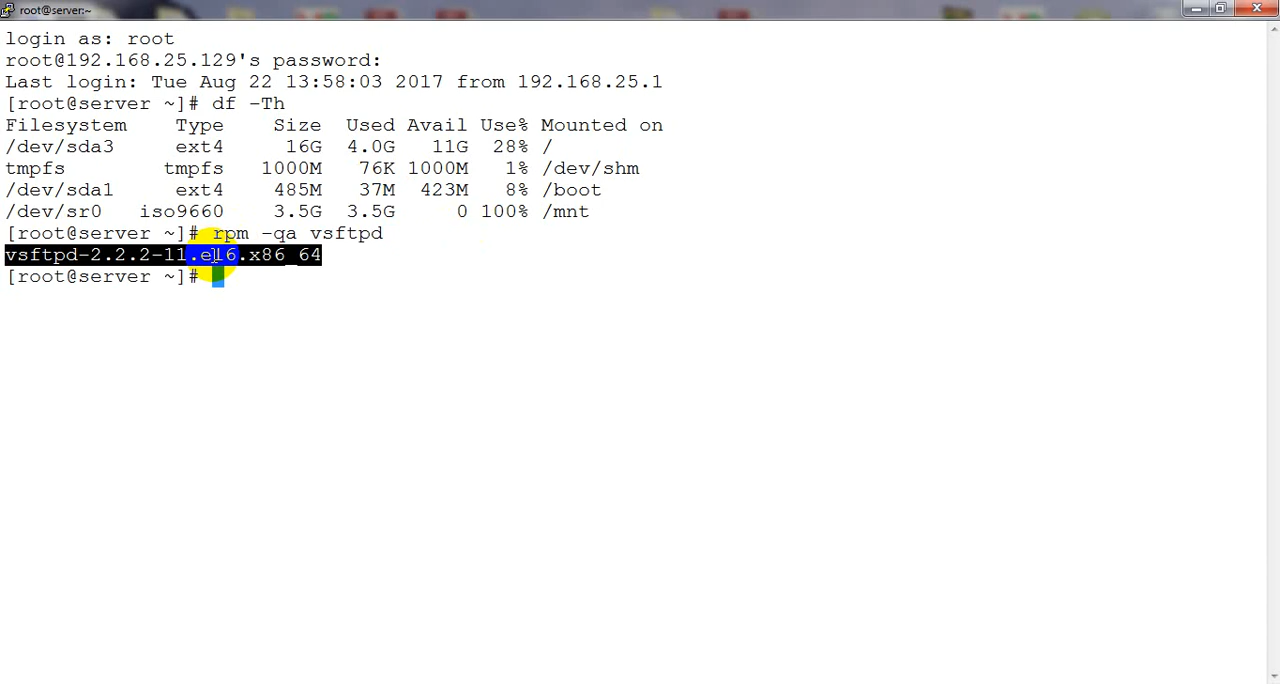 root@server:~
login as: root
root@192.168.25.129's password:
Last login: Tue Aug 22 13:58:03 2017 from 192.168.25.1
[root@server ~]# df -Th
Filesystem    Type    Size  Used Avail Use% Mounted on
/dev/sda3     ext4     16G  4.0G   11G  28% /
tmpfs        tmpfs   1000M   76K 1000M   1% /dev/shm
/dev/sda1     ext4    485M   37M  423M   8% /boot
/dev/sr0   iso9660    3.5G  3.5G     0 100% /mnt
[root@server ~]# rpm -qa vsftpd
vsftpd-2.2.2-11.el6.x86_64
[root@server ~]#